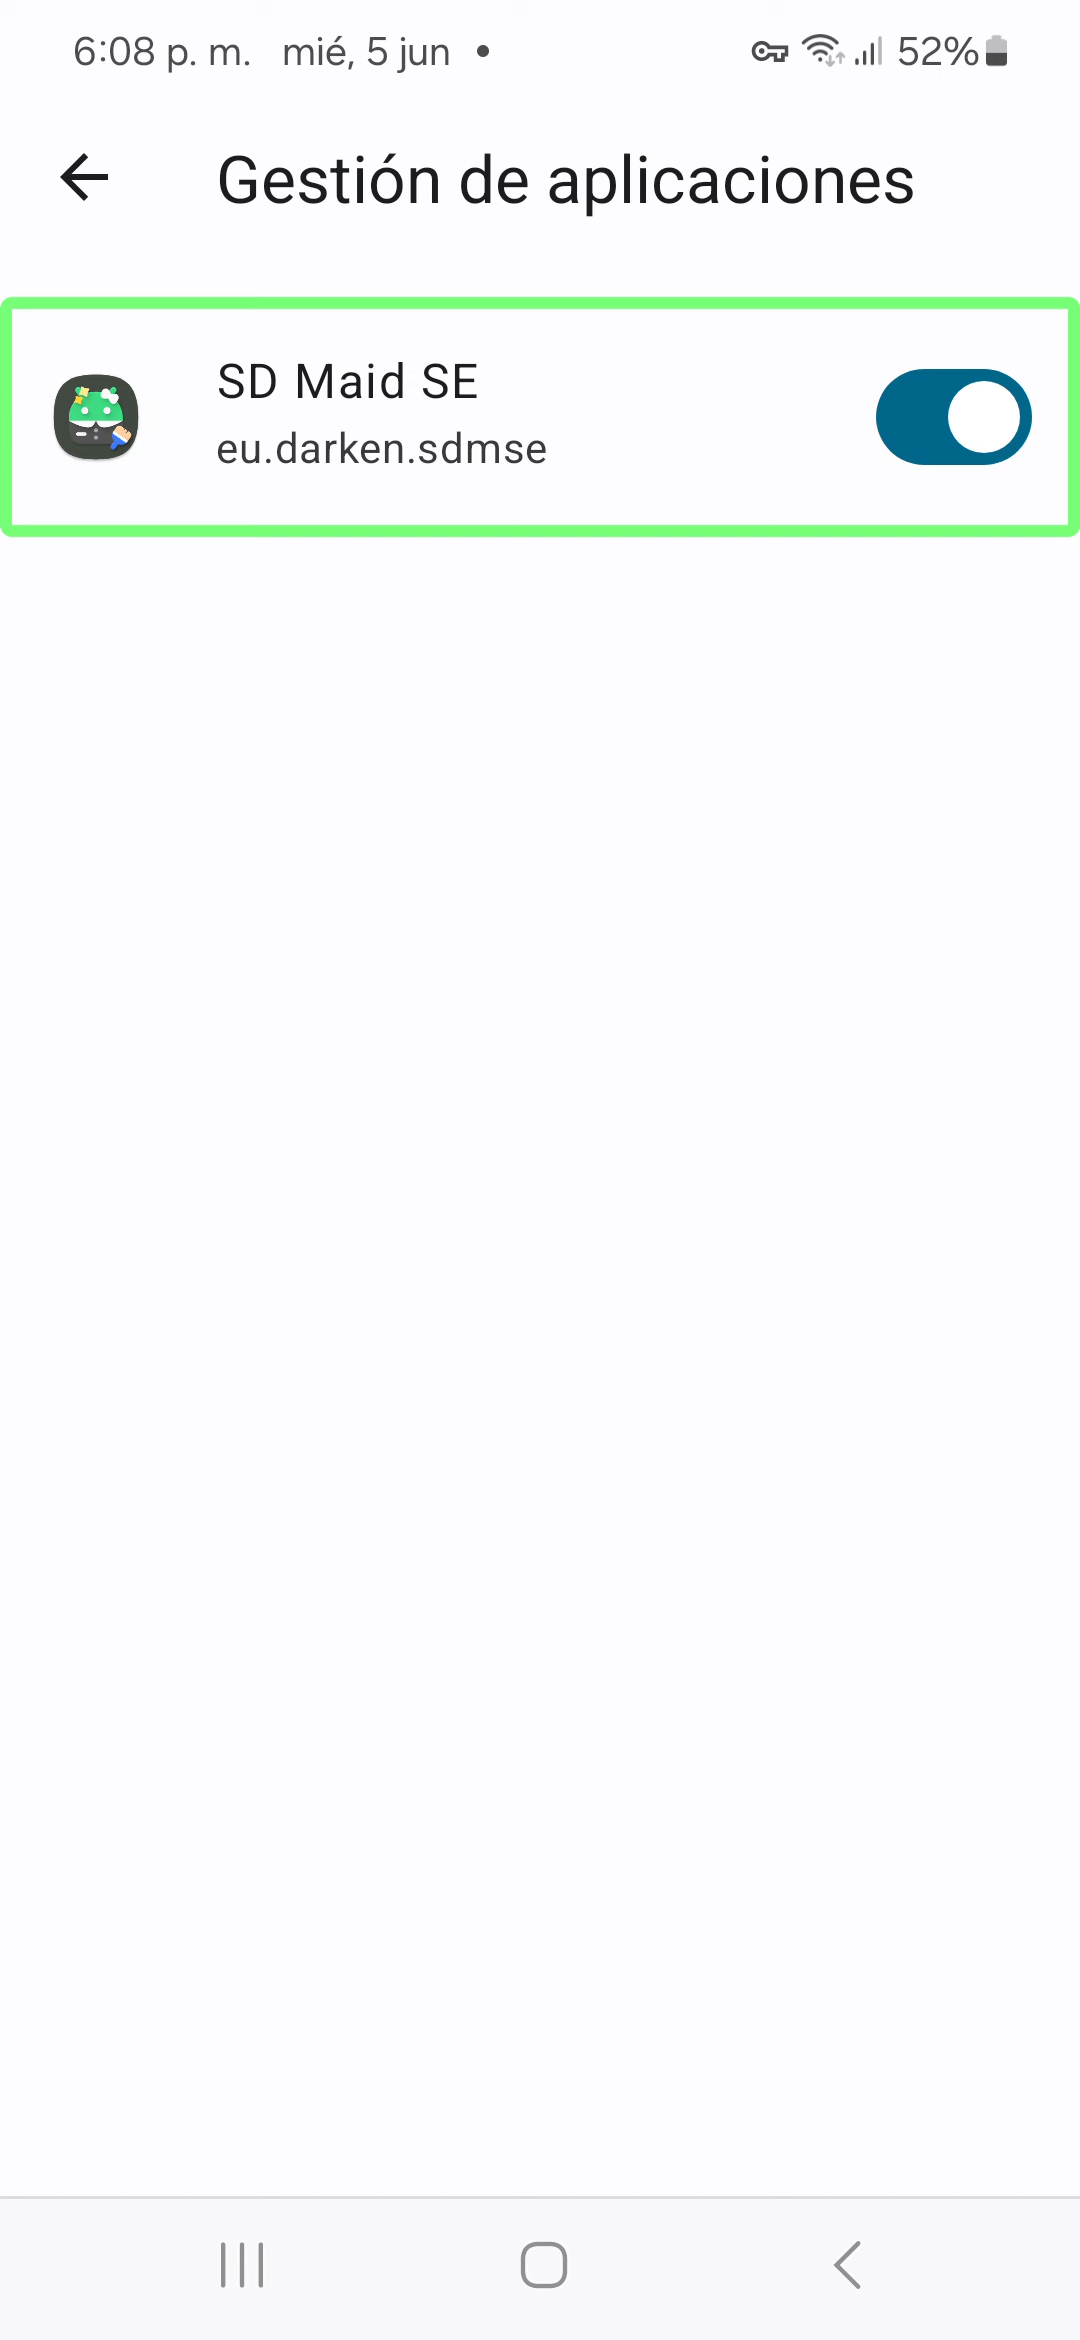 6:08 p. m. mié, 5 jun • 52%
Gestión de aplicaciones
SD Maid SE
eu.darken.sdmse